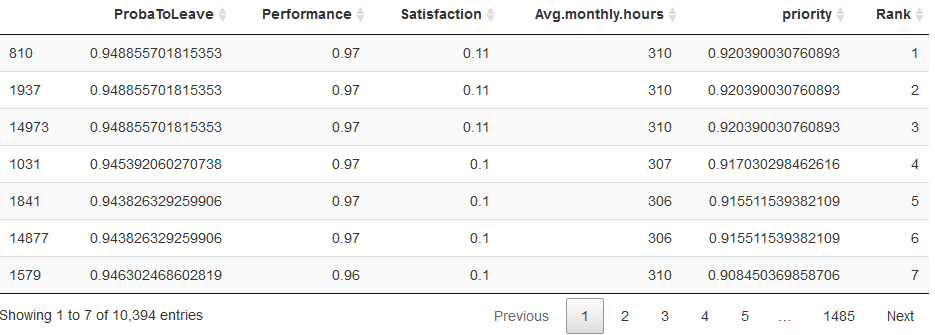 ProbaToLeave Performance Satisfaction Avg.monthly.hours priority Rank
810 0.948855701815353 0.97 0.11 310 0.920390030760893 1
1937 0.948855701815353 0.97 0.11 310 0.920390030760893 2
14973 0.948855701815353 0.97 0.11 310 0.920390030760893 3
1031 0.945392060270738 0.97 0.1 307 0.917030298462616 4
1841 0.943826329259906 0.97 0.1 306 0.915511539382109 5
14877 0.943826329259906 0.97 0.1 306 0.915511539382109 6
1579 0.946302468602819 0.96 0.1 310 0.908450369858706 7
Showing 1 to 7 of 10,394 entries Previous 1 2 3 4 5 … 1485 Next